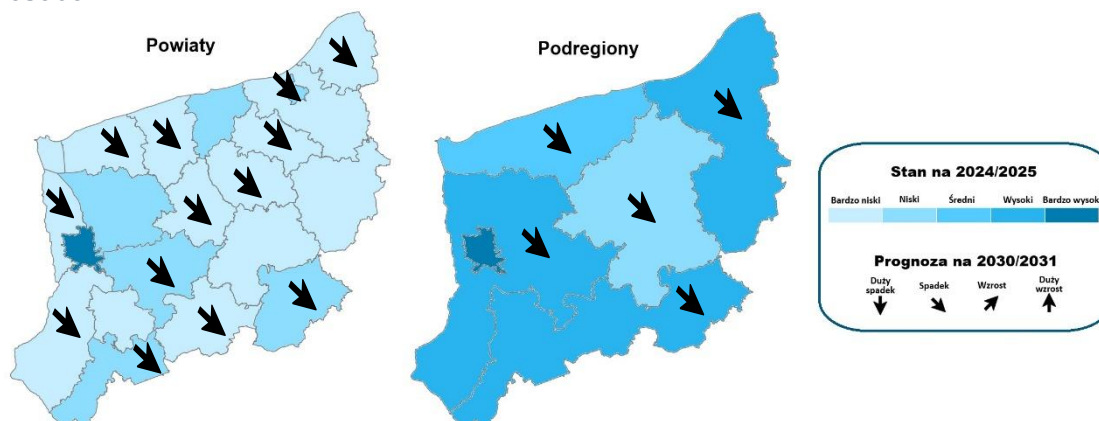 Powiaty
Podregiony
Stan na 2024/2025
Bardzo niski Niski Średni Wysoki Bardzo wysok
Prognoza na 2030/2031
Duży spadek Spadek Wzrost Duży wzrost